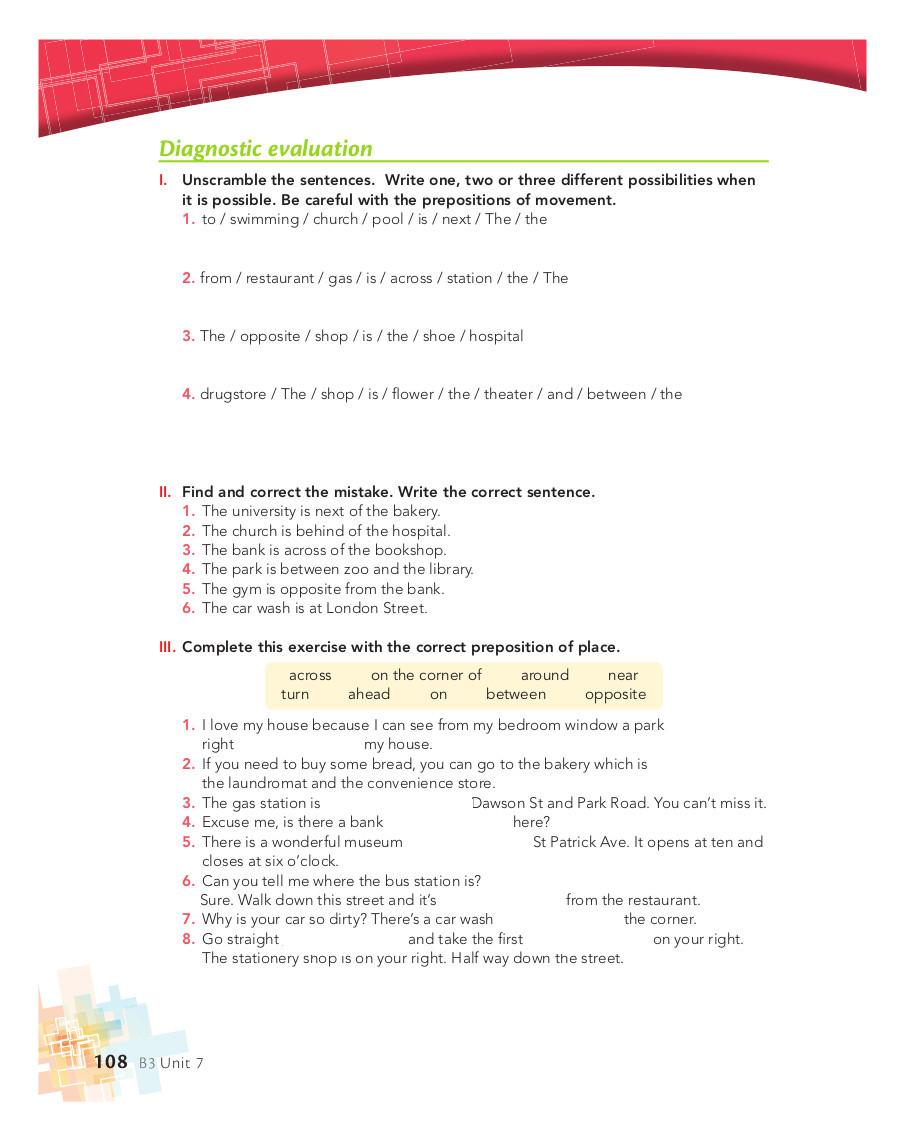 Diagnostic evaluation
I. Unscramble the sentences. Write one, two or three different possibilities when
it is possible. Be careful with the prepositions of movement.
1. to / swimming / church / pool / is / next / The / the
2. from / restaurant / gas / is / across / station / the / The
3. The / opposite / shop / is / the / shoe / hospital
4. drugstore / The / shop / is / flower / the / theater / and / between / the
II. Find and correct the mistake. Write the correct sentence.
1. The university is next of the bakery.
2. The church is behind of the hospital.
3. The bank is across of the bookshop.
4. The park is between zoo and the library.
5. The gym is opposite from the bank.
6. The car wash is at London Street.
III. Complete this exercise with the correct preposition of place.
across on the corner of around near
turn ahead on between opposite
1. I love my house because I can see from my bedroom window a park
right my house.
2. If you need to buy some bread, you can go to the bakery which is
the laundromat and the convenience store.
3. The gas station is Dawson St and Park Road. You can't miss it.
4. Excuse me, is there a bank here?
5. There is a wonderful museum St Patrick Ave. It opens at ten and
closes at six o'clock.
6. Can you tell me where the bus station is?
Sure. Walk down this street and it's from the restaurant.
7. Why is your car so dirty? There's a car wash the corner.
8. Go straight and take the first on your right.
The stationery shop is on your right. Half way down the street.
108 B3 Unit 7